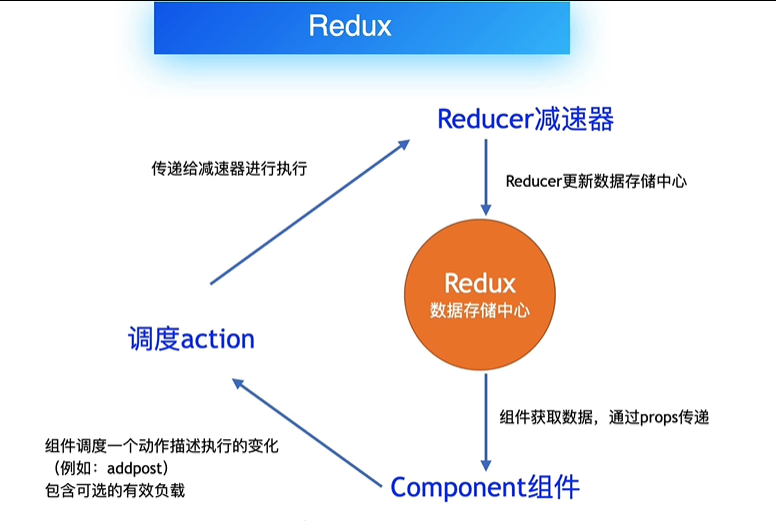 Redux
Reducer减速器
传递给减速器进行执行
Reducer更新数据存储中心
Redux
数据存储中心
调度action
组件获取数据，通过props传递
组件调度一个动作描述执行的变化
（例如：addpost）
包含可选的有效负载
Component组件